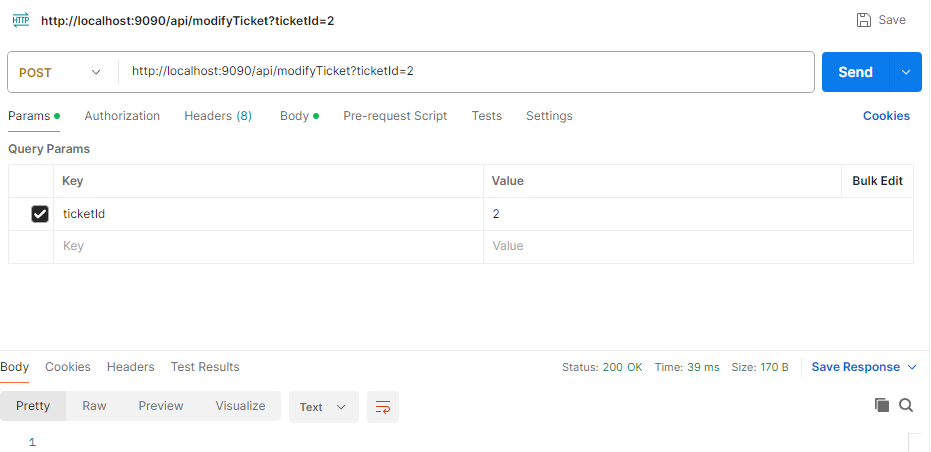 HTTP http://localhost:9090/api/modifyTicket?ticketId=2 Save
POST http://localhost:9090/api/modifyTicket?ticketId=2 Send
Params Authorization Headers (8) Body Pre-request Script Tests Settings Cookies
Query Params
Key Value Bulk Edit
ticketId 2
Key Value
Body Cookies Headers Test Results Status: 200 OK Time: 39 ms Size: 170 B Save Response
Pretty Raw Preview Visualize Text
1